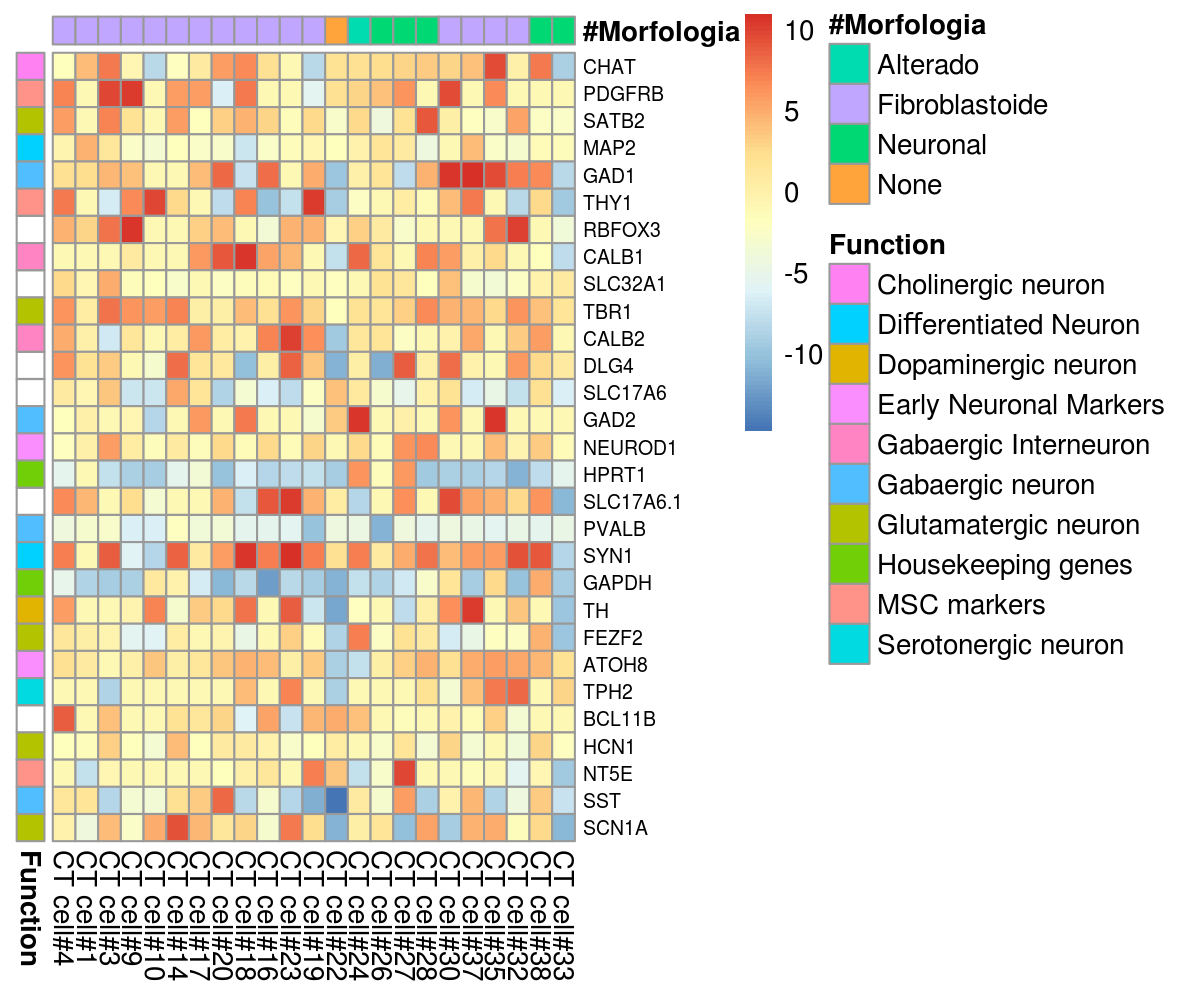 #Morfologia
CHAT
PDGFRB
SATB2
MAP2
GAD1
THY1
RBFOX3
CALB1
SLC32A1
TBR1
CALB2
DLG4
SLC17A6
GAD2
NEUROD1
HPRT1
SLC17A6.1
PVALB
SYN1
GAPDH
TH
FEZF2
ATOH8
TPH2
BCL11B
HCN1
NT5E
SST
SCN1A
Function
CT cell#4
CT cell#1
CT cell#3
CT cell#9
CT cell#10
CT cell#14
CT cell#17
CT cell#20
CT cell#18
CT cell#16
CT cell#23
CT cell#19
CT cell#22
CT cell#24
CT cell#26
CT cell#27
CT cell#28
CT cell#30
CT cell#37
CT cell#35
CT cell#32
CT cell#38
CT cell#33
10
5
0
-5
-10
#Morfologia
Alterado
Fibroblastoide
Neuronal
None
Function
Cholinergic neuron
Differentiated Neuron
Dopaminergic neuron
Early Neuronal Markers
Gabaergic Interneuron
Gabaergic neuron
Glutamatergic neuron
Housekeeping genes
MSC markers
Serotonergic neuron